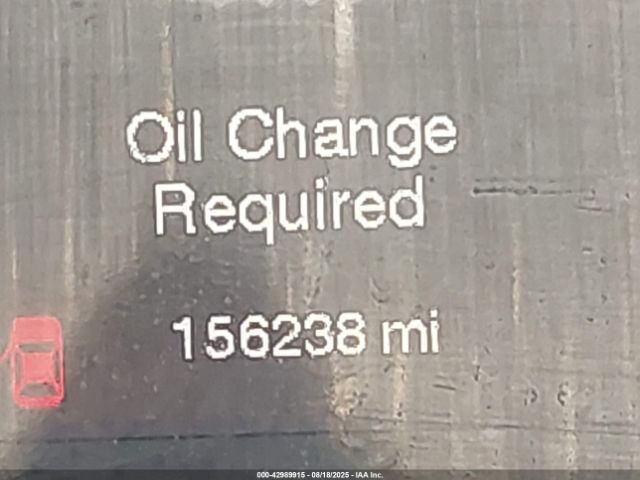 Oil Change
Required
156238 mi
000-42989915 - 08/18/2025 - IAA Inc.